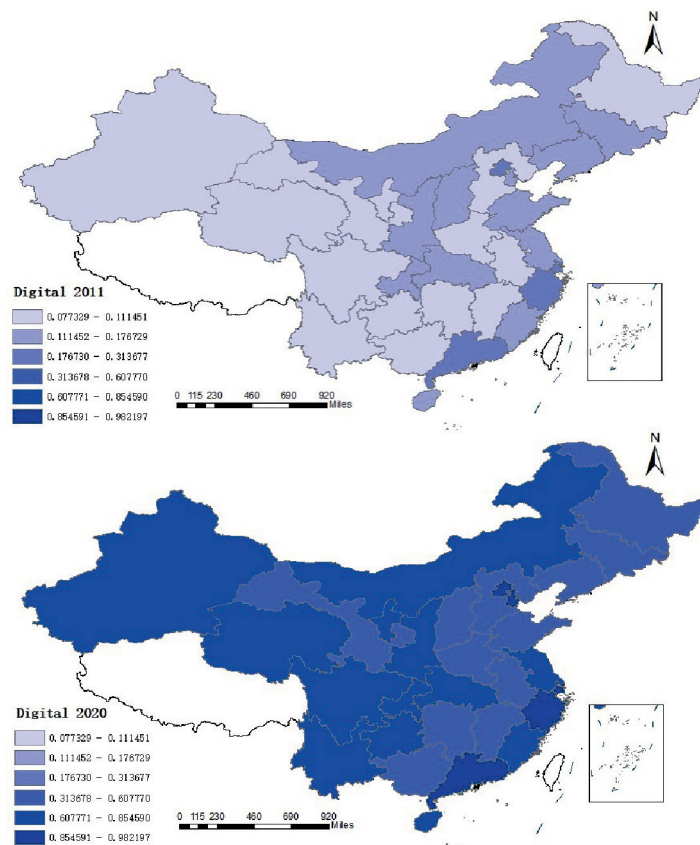 N
Digital 2011
0.077329 - 0.111451
0.111452 - 0.176729
0.176730 - 0.313677
0.313678 - 0.607770
0.607771 - 0.854590
0.854591 - 0.982197
0 115 230 460 690 920
Miles
N
Digital 2020
0.077329 - 0.111451
0.111452 - 0.176729
0.176730 - 0.313677
0.313678 - 0.607770
0.607771 - 0.854590
0.854591 - 0.982197
0 115 230 460 690 920
Miles